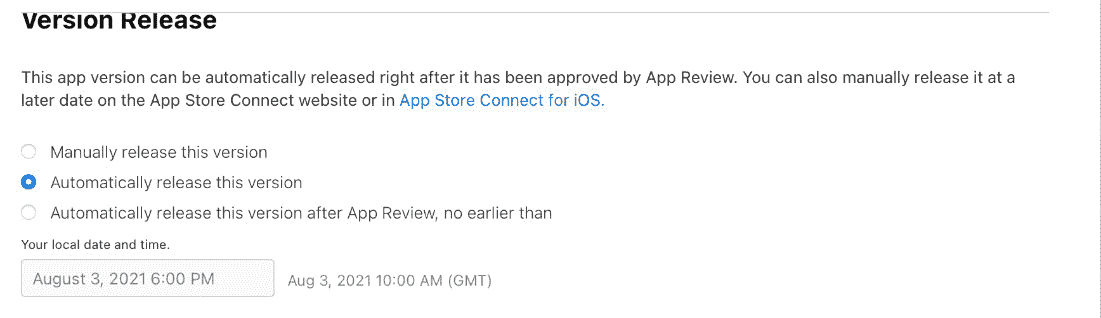 Version Release
This app version can be automatically released right after it has been approved by App Review. You can also manually release it at a
later date on the App Store Connect website or in App Store Connect for iOS.
Manually release this version
Automatically release this version
Automatically release this version after App Review, no earlier than
Your local date and time.
August 3, 2021 6:00 PM
Aug 3, 2021 10:00 AM (GMT)